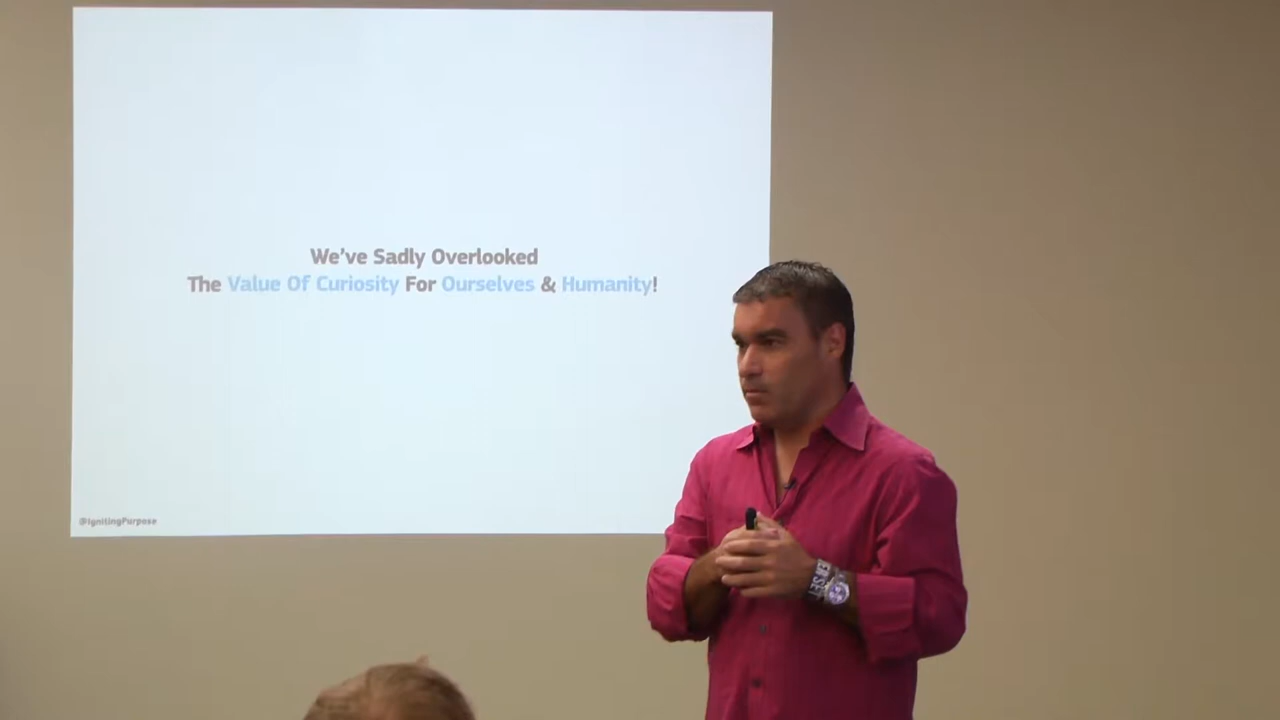 We've Sadly Overlooked
The Value Of Curiosity For Ourselves & Humanity!
@IgnitingPurpose